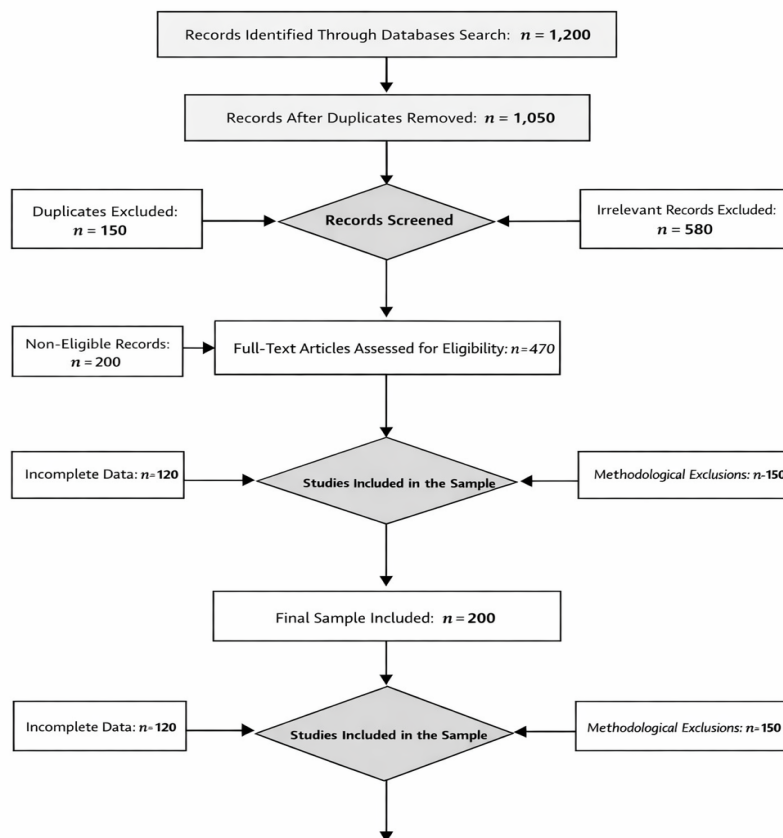 Records Identified Through Databases Search: n = 1,200
Records After Duplicates Removed: n = 1,050
Duplicates Excluded:
n = 150
Records Screened
Irrelevant Records Excluded:
n = 580
Non-Eligible Records:
n = 200
Full-Text Articles Assessed for Eligibility: n=470
Incomplete Data: n=120
Studies Included in the Sample
Methodological Exclusions: n-150
Final Sample Included: n = 200
Incomplete Data: n=120
Studies Included in the Sample
Methodological Exclusions: n=150